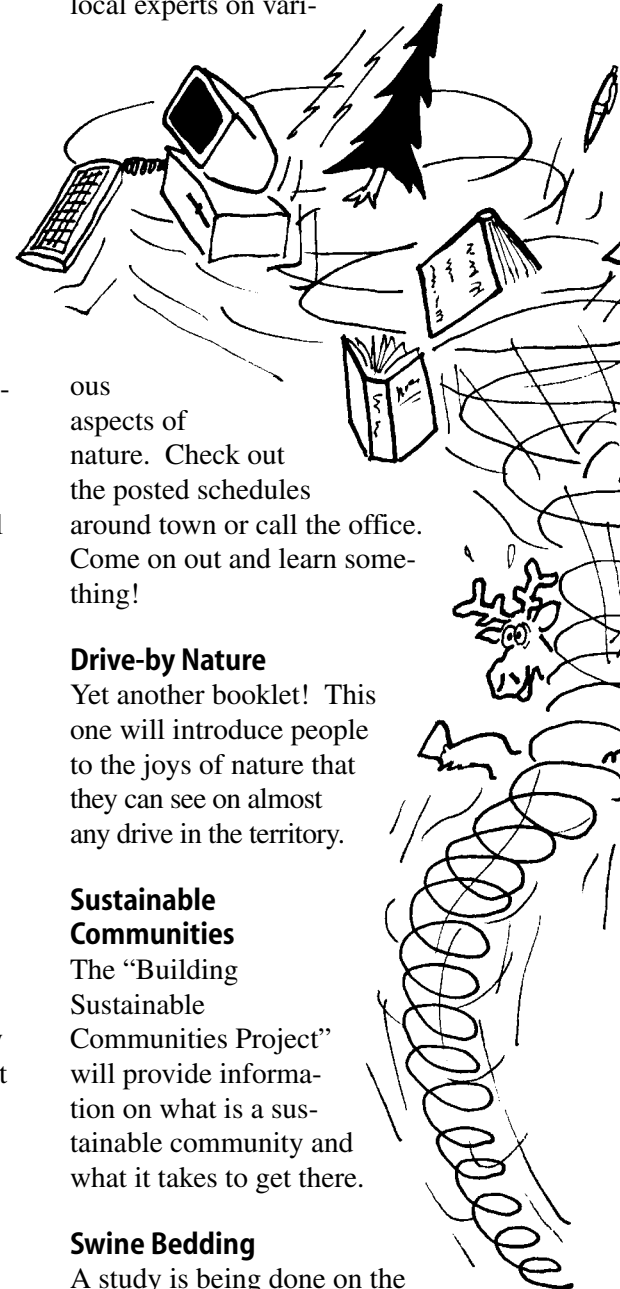 local experts on vari-
ous
aspects of
nature. Check out
the posted schedules
around town or call the office.
Come on out and learn some-
thing!
Drive-by Nature
Yet another booklet! This
one will introduce people
to the joys of nature that
they can see on almost
any drive in the territory.
Sustainable
Communities
The “Building
Sustainable
Communities Project”
will provide informa-
tion on what is a sus-
tainable community and
what it takes to get there.
Swine Bedding
A study is being done on the